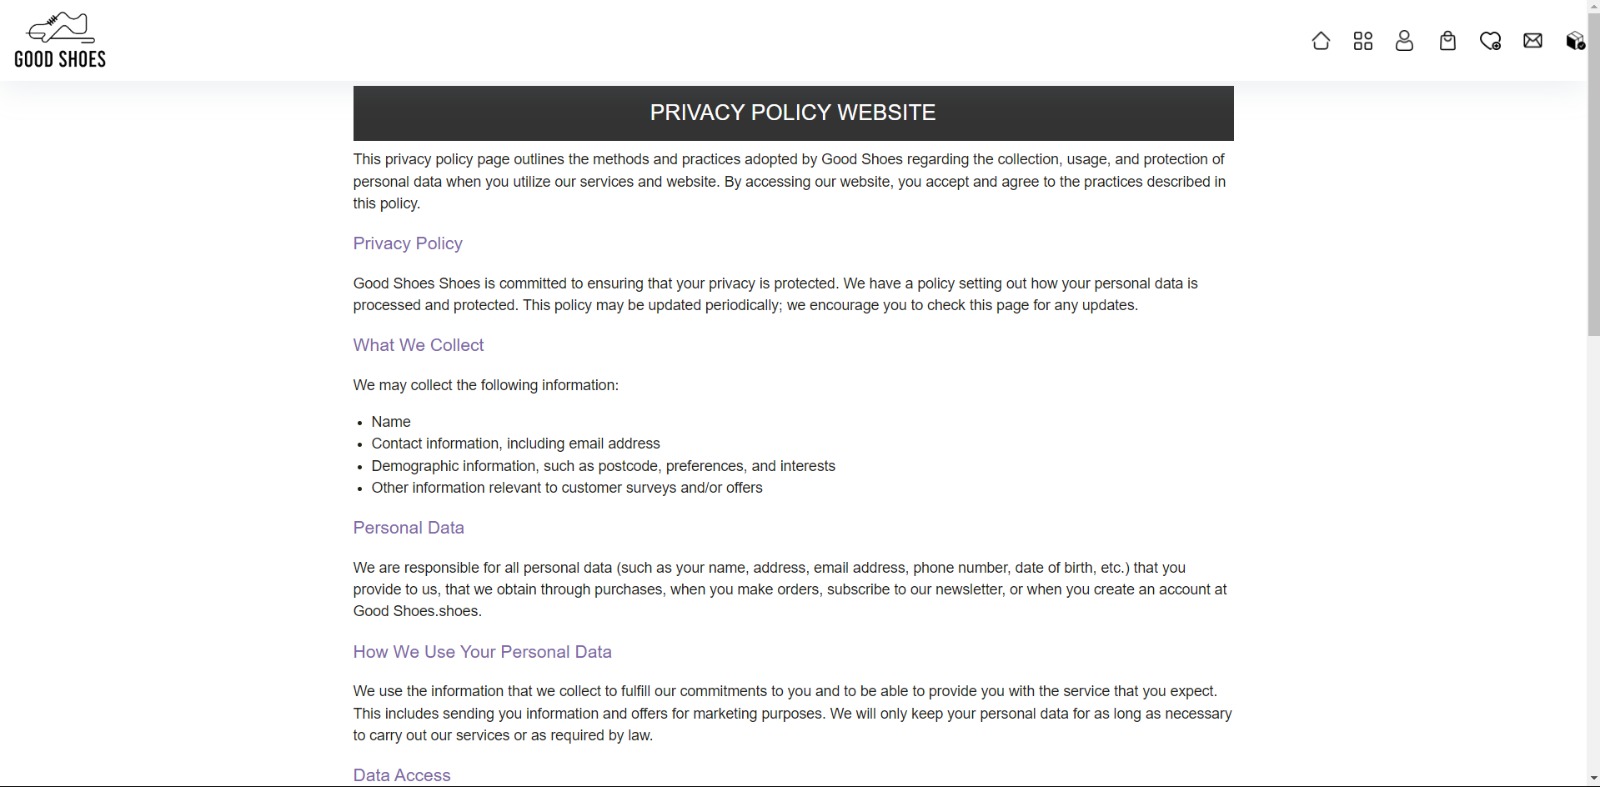 GOOD SHOES
PRIVACY POLICY WEBSITE
This privacy policy page outlines the methods and practices adopted by Good Shoes regarding the collection, usage, and protection of
personal data when you utilize our services and website. By accessing our website, you accept and agree to the practices described in
this policy.
Privacy Policy
Good Shoes Shoes is committed to ensuring that your privacy is protected. We have a policy setting out how your personal data is
processed and protected. This policy may be updated periodically; we encourage you to check this page for any updates.
What We Collect
We may collect the following information:
• Name
• Contact information, including email address
• Demographic information, such as postcode, preferences, and interests
• Other information relevant to customer surveys and/or offers
Personal Data
We are responsible for all personal data (such as your name, address, email address, phone number, date of birth, etc.) that you
provide to us, that we obtain through purchases, when you make orders, subscribe to our newsletter, or when you create an account at
Good Shoes.shoes.
How We Use Your Personal Data
We use the information that we collect to fulfill our commitments to you and to be able to provide you with the service that you expect.
This includes sending you information and offers for marketing purposes. We will only keep your personal data for as long as necessary
to carry out our services or as required by law.
Data Access